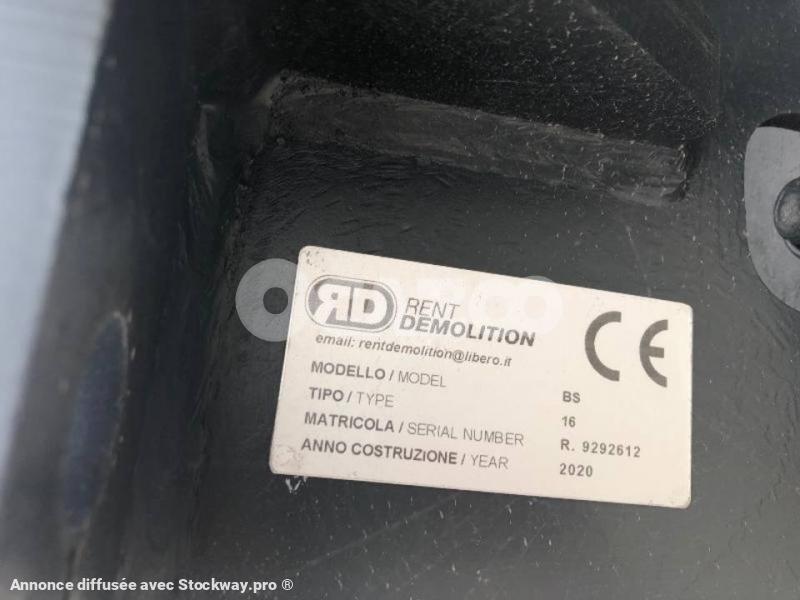 RD RENT
DEMOLITION
email: rentdemolition@libero.it
MODELLO / MODEL BS
TIPO / TYPE 16
MATRICOLA / SERIAL NUMBER R. 9292612
ANNO COSTRUZIONE / YEAR 2020
CE
Annonce diffusée avec Stockway.pro ®